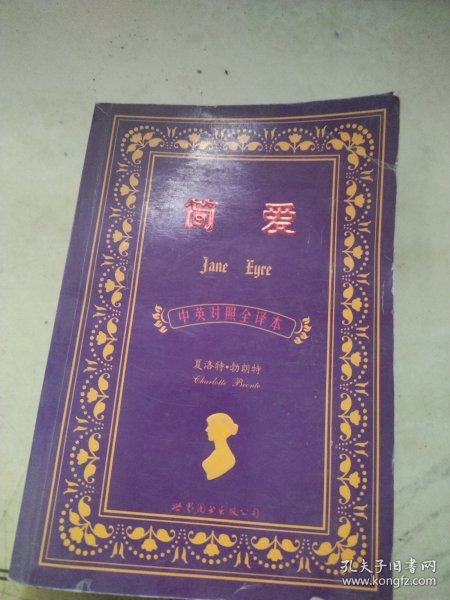 简 爱
Jane Eyre
中英对照全译本
夏洛特·勃朗特
Charlotte Bronte
世界图书出版公司
孔夫子旧书网
www.kongfz.com